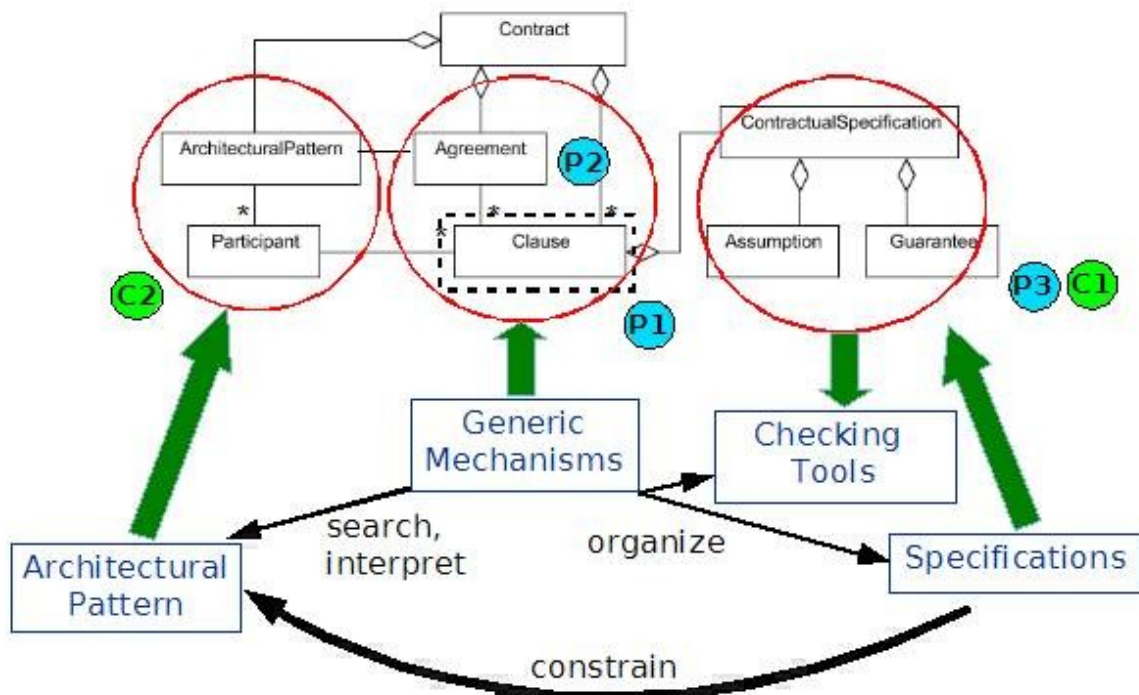 Contract
ArchitecturalPattern
Agreement
P2
ContractualSpecification
*
*
*
*
Participant
Clause
Assumption
Guarantee
C2
P1
P3
C1
Generic
Mechanisms
Checking
Tools
search,
interpret
organize
Architectural
Pattern
Specifications
constrain